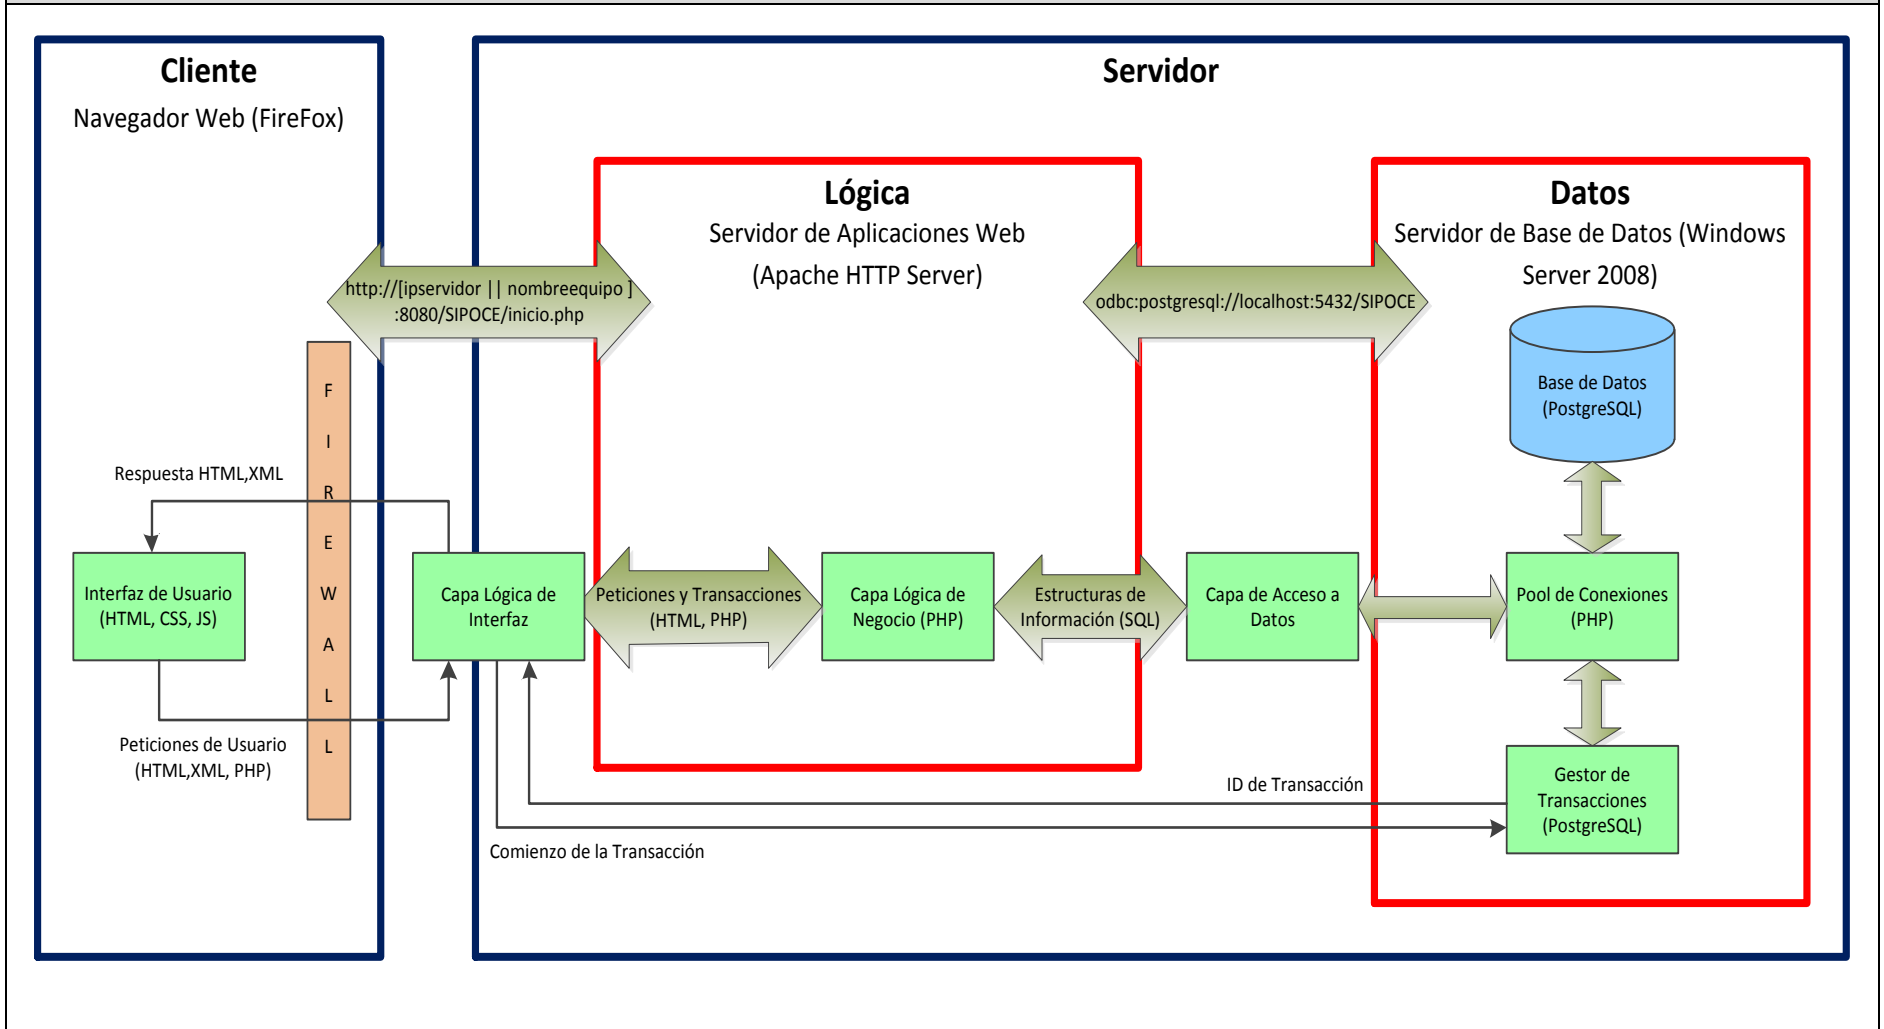 Cliente
Navegador Web (FireFox)
Servidor
Lógica
Servidor de Aplicaciones Web
(Apache HTTP Server)
Datos
Servidor de Base de Datos (Windows
Server 2008)
http://[ipservidor || nombreequipo ]
:8080/SIPOCE/inicio.php
odbc:postgresql://localhost:5432/SIPOCE
Base de Datos
(PostgreSQL)
F
I
R
E
W
A
L
L
Respuesta HTML,XML
Interfaz de Usuario
(HTML, CSS, JS)
Capa Lógica de
Interfaz
Peticiones y Transacciones
(HTML, PHP)
Capa Lógica de
Negocio (PHP)
Estructuras de
Información (SQL)
Capa de Acceso a
Datos
Pool de Conexiones
(PHP)
Peticiones de Usuario
(HTML,XML, PHP)
ID de Transacción
Gestor de
Transacciones
(PostgreSQL)
Comienzo de la Transacción